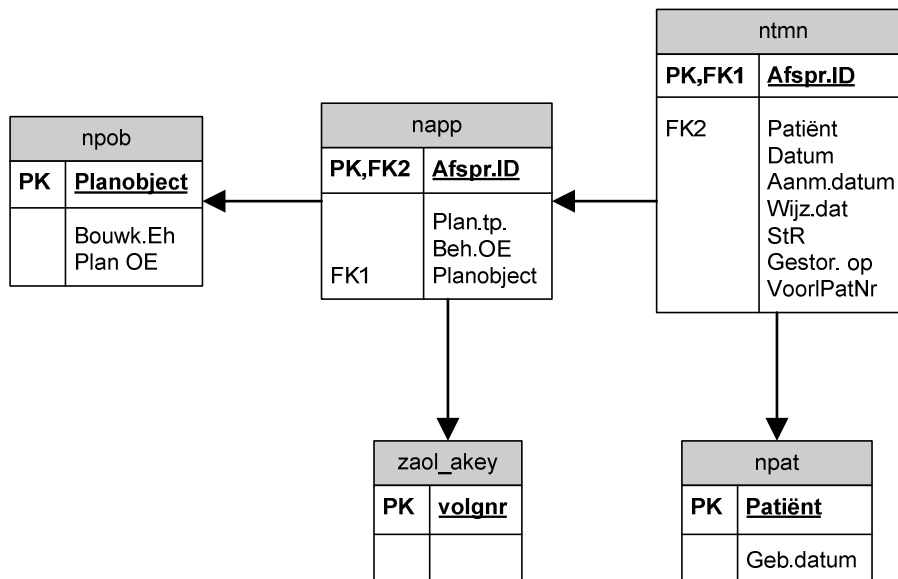 npob
PK Planobject
Bouwk.Eh
Plan OE
napp
PK,FK2 Afspr.ID
Plan.tp.
Beh.OE
FK1 Planobject
ntmn
PK,FK1 Afspr.ID
FK2 Patiënt
Datum
Aanm.datum
Wijz.dat
StR
Gestor. op
VoorlPatNr
zaol_akey
PK volgnr
npat
PK Patiënt
Geb.datum